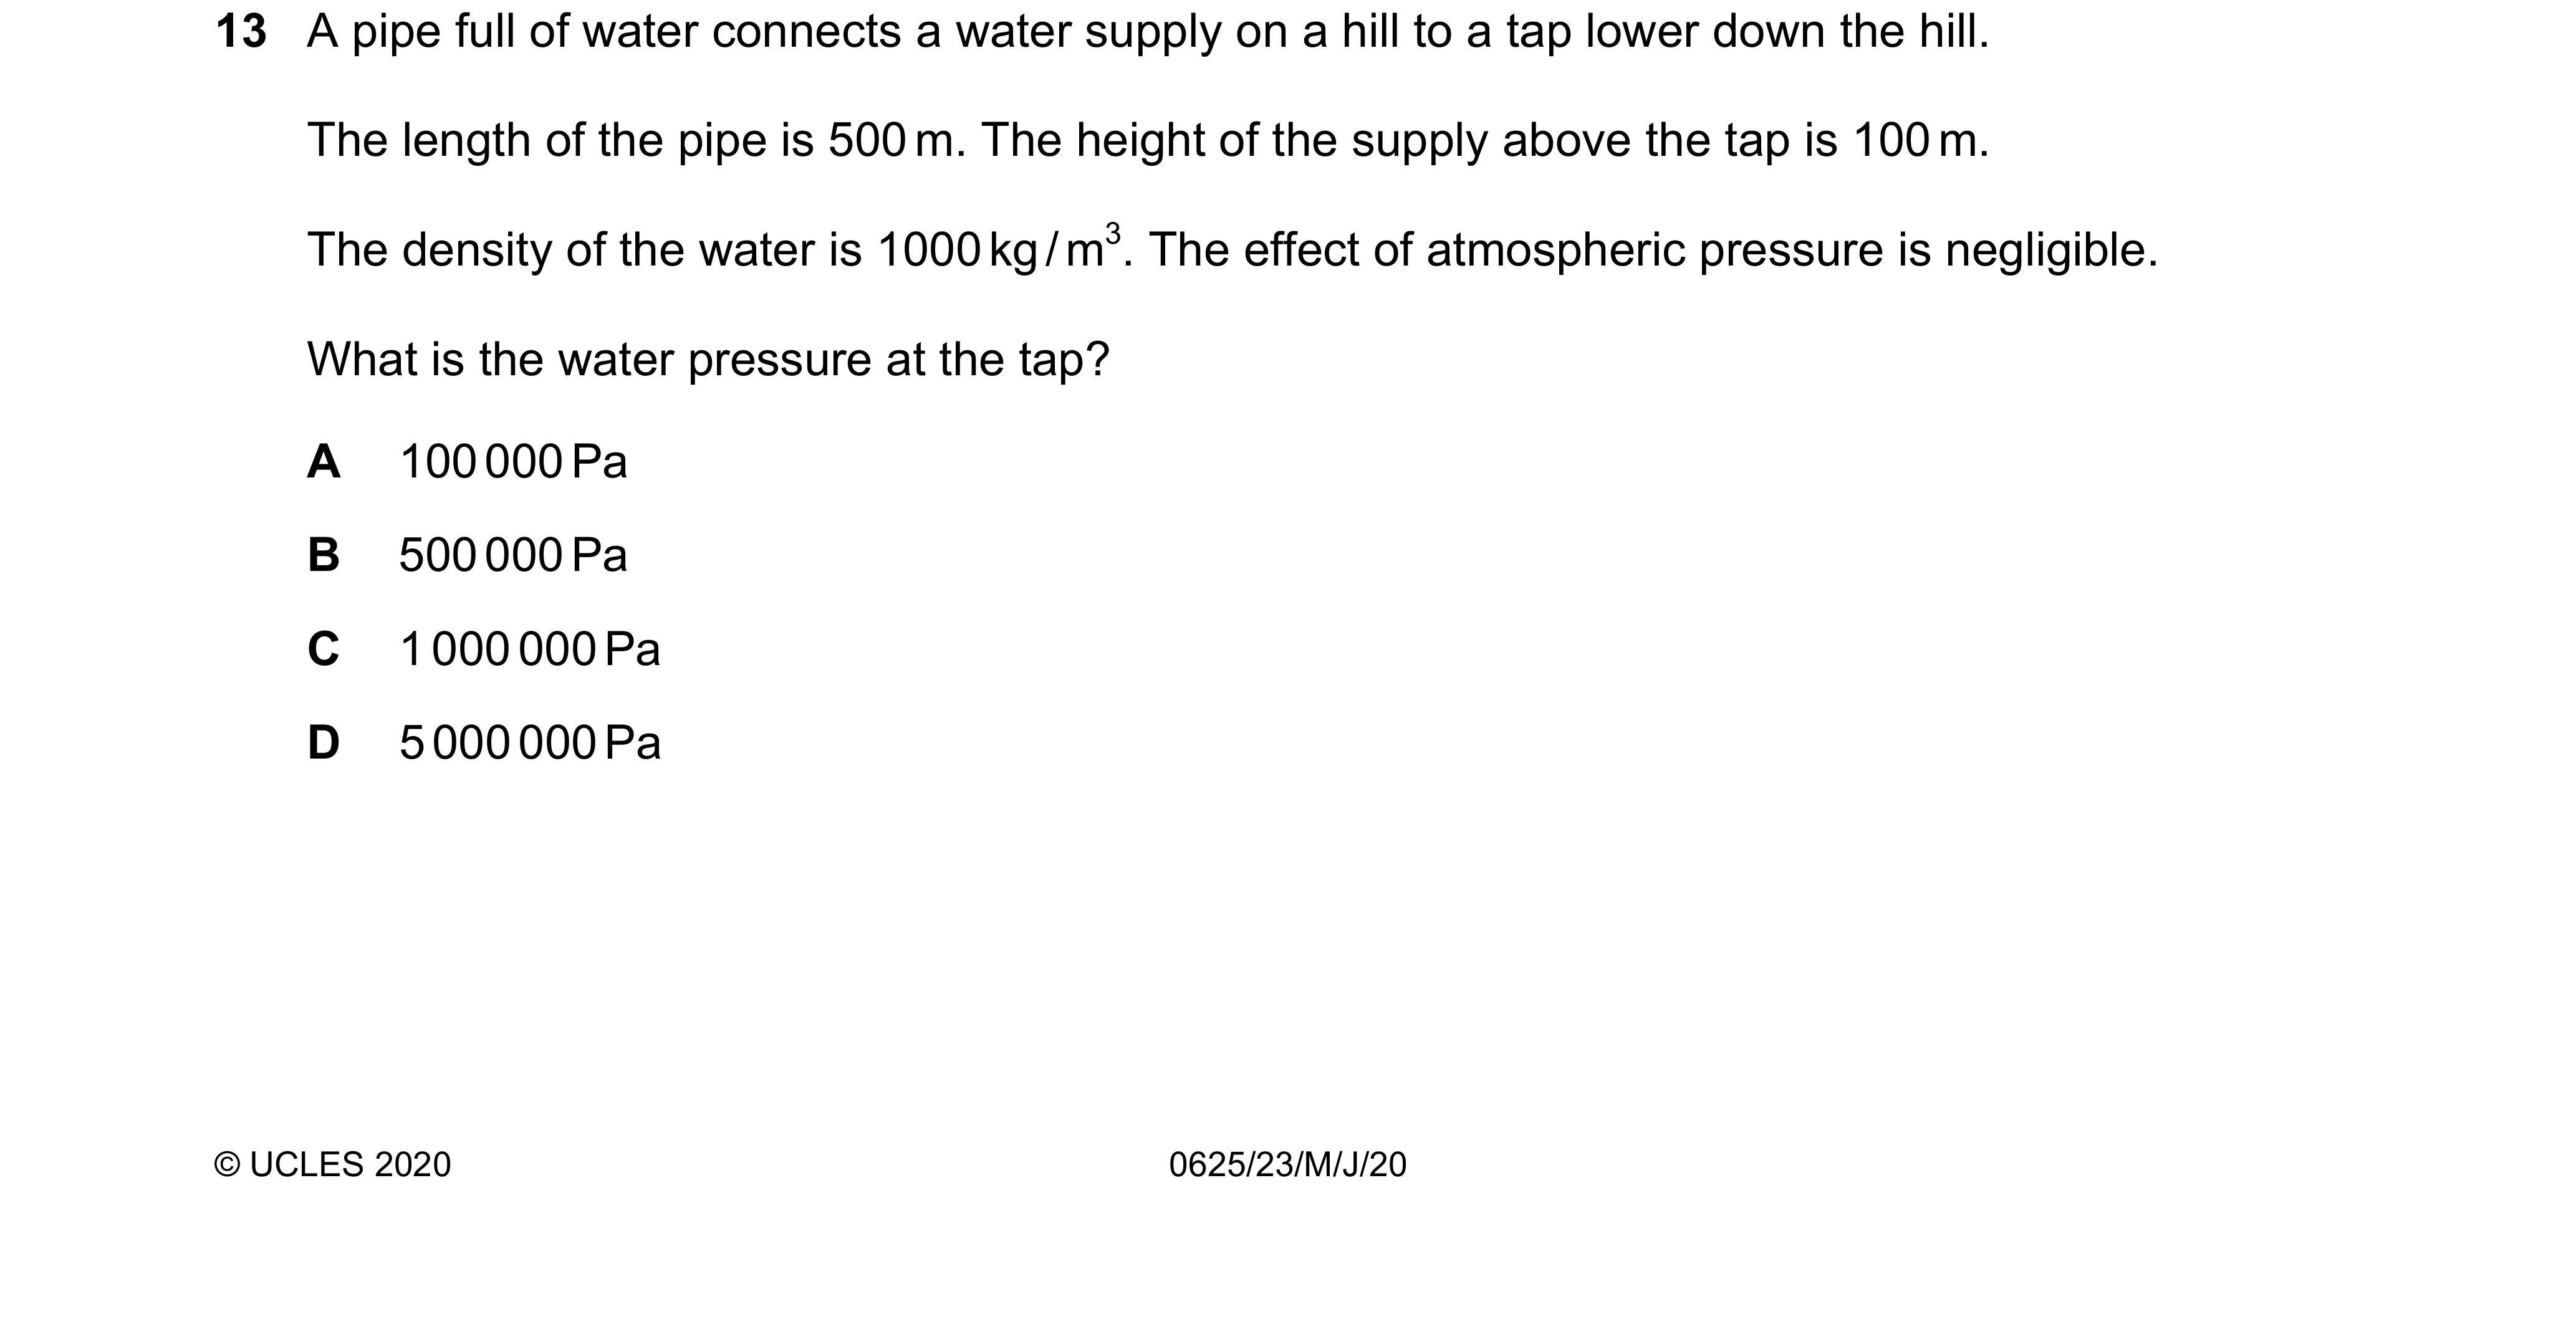 13 A pipe full of water connects a water supply on a hill to a tap lower down the hill.
The length of the pipe is 500 m. The height of the supply above the tap is 100 m.
The density of the water is 1000 kg / m³. The effect of atmospheric pressure is negligible.
What is the water pressure at the tap?
A 100 000 Pa
B 500 000 Pa
C 1 000 000 Pa
D 5 000 000 Pa
© UCLES 2020 0625/23/M/J/20